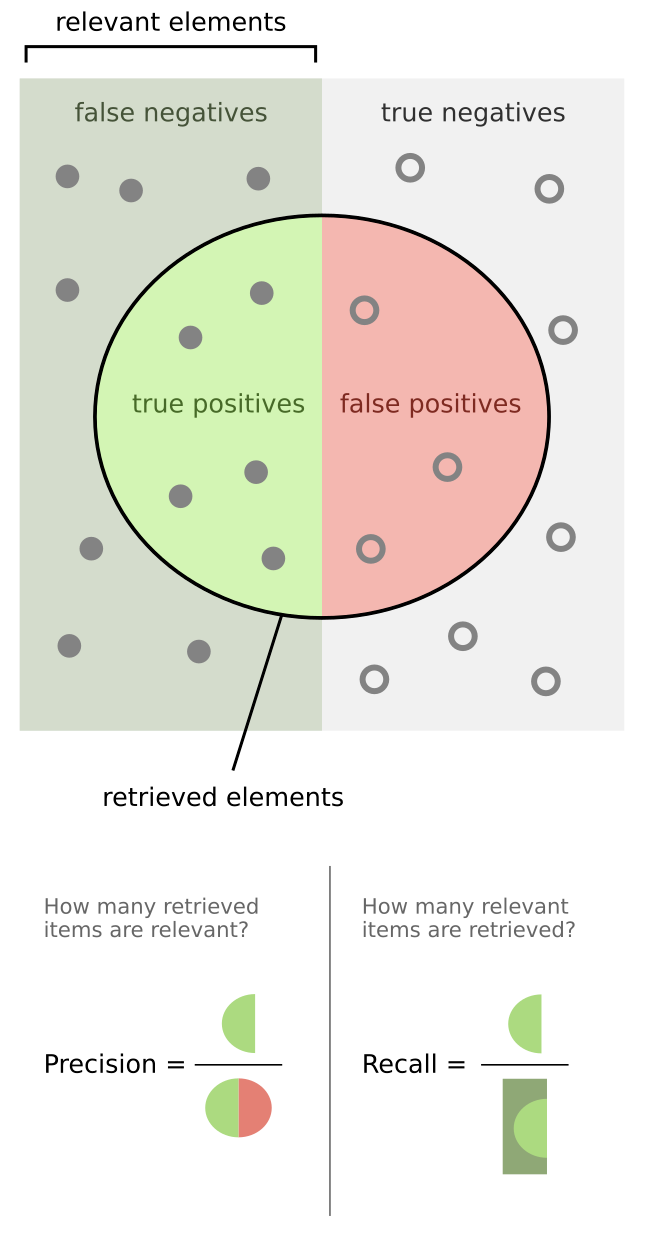 relevant elements
false negatives
true negatives
true positives
false positives
retrieved elements
How many retrieved
items are relevant?
How many relevant
items are retrieved?
Precision =
Recall =